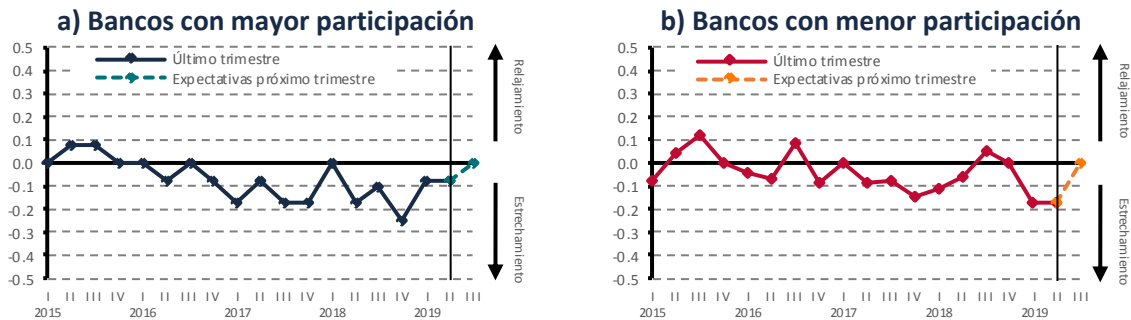 a) Bancos con mayor participación
0.5
0.4
0.3
0.2
0.1
0.0
-0.1
-0.2
-0.3
-0.4
-0.5
Último trimestre
Expectativas próximo trimestre
Relajamiento
Estrechamiento
I II III IV I II III IV I II III IV I II III IV I II III
2015 2016 2017 2018 2019
b) Bancos con menor participación
0.5
0.4
0.3
0.2
0.1
0.0
-0.1
-0.2
-0.3
-0.4
-0.5
Último trimestre
Expectativas próximo trimestre
Relajamiento
Estrechamiento
I II III IV I II III IV I II III IV I II III IV I II III
2015 2016 2017 2018 2019